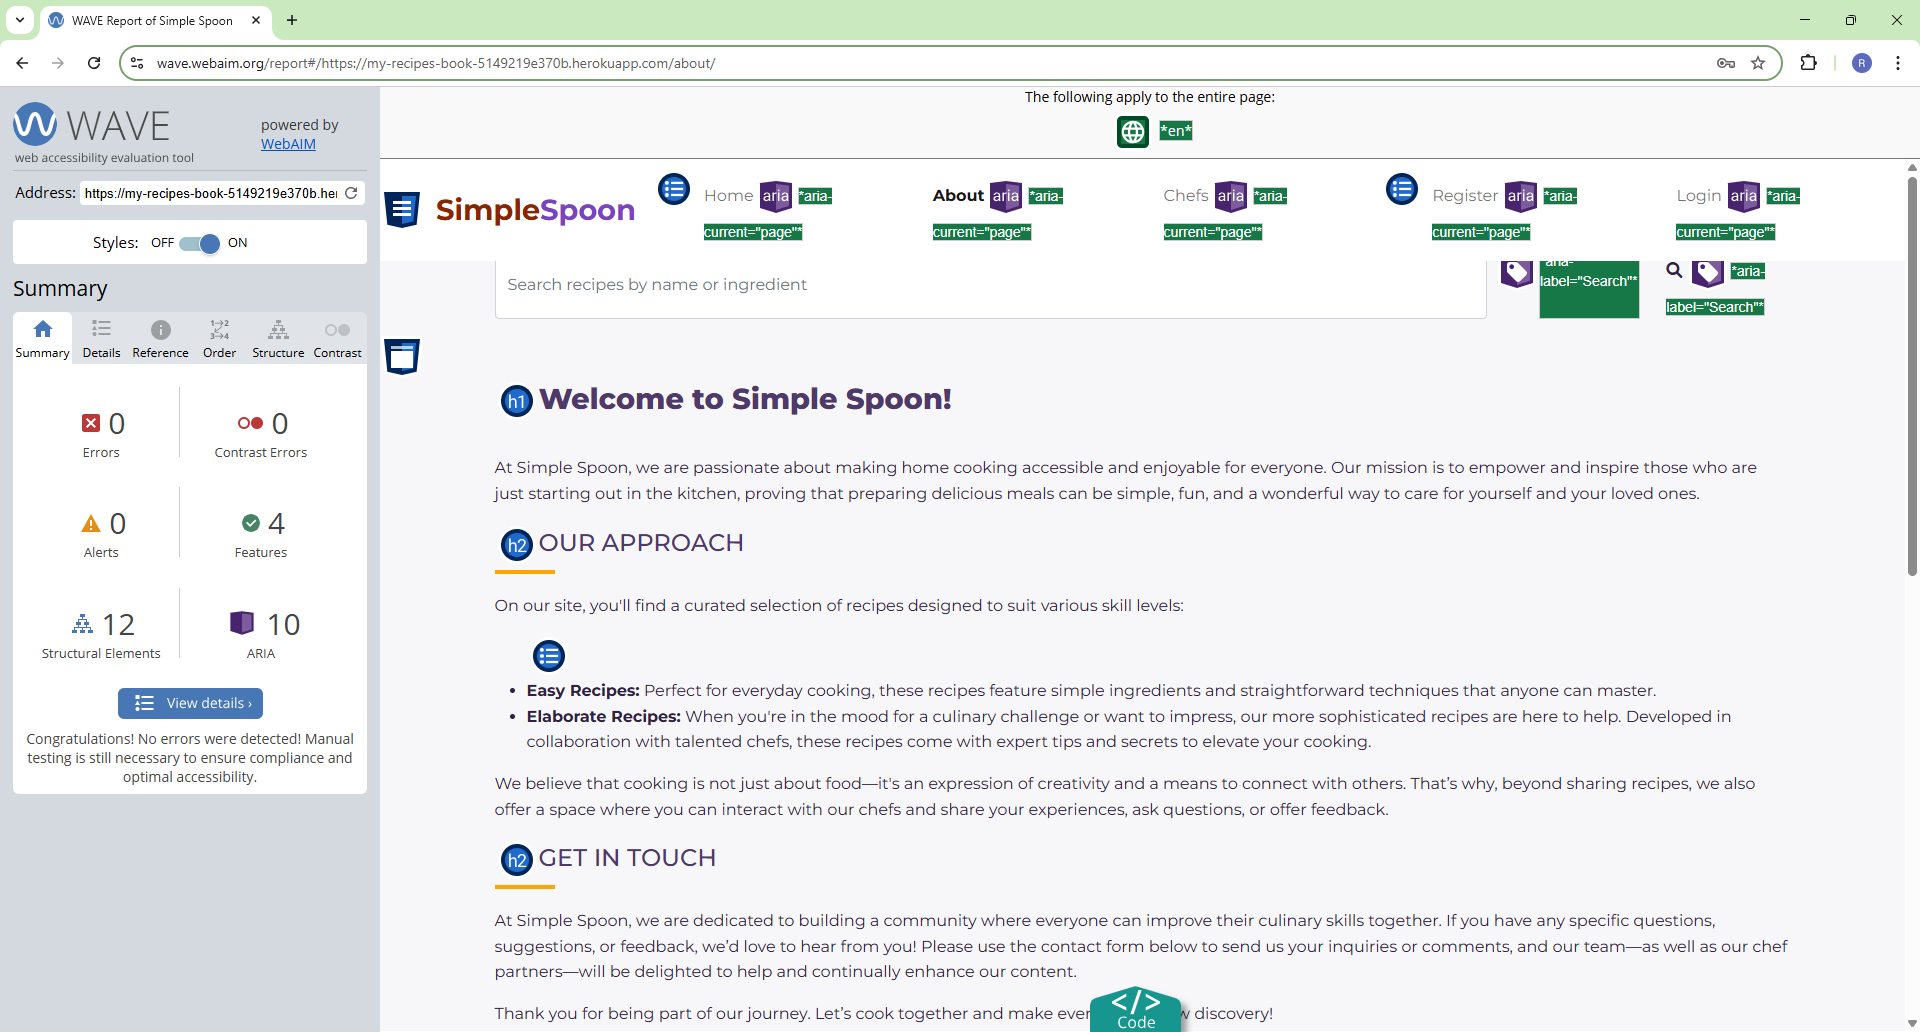 WAVE Report of Simple Spoon
wave.webaim.org/report#/https://my-recipes-book-5149219e370b.herokuapp.com/about/
R
WAVE
web accessibility evaluation tool
powered by
WebAIM
Address: https://my-recipes-book-5149219e370b.her
Styles: OFF ON
Summary
Summary Details Reference Order Structure Contrast
0 Errors
0 Contrast Errors
0 Alerts
4 Features
12 Structural Elements
10 ARIA
View details ›
Congratulations! No errors were detected! Manual
testing is still necessary to ensure compliance and
optimal accessibility.
The following apply to the entire page:
*en*
SimpleSpoon
Home aria *aria-current="page"*
About aria *aria-current="page"*
Chefs aria *aria-current="page"*
Register aria *aria-current="page"*
Login aria *aria-current="page"*
Search recipes by name or ingredient
*aria-
label="Search"*
*aria-
label="Search"*
h1 Welcome to Simple Spoon!
At Simple Spoon, we are passionate about making home cooking accessible and enjoyable for everyone. Our mission is to empower and inspire those who are
just starting out in the kitchen, proving that preparing delicious meals can be simple, fun, and a wonderful way to care for yourself and your loved ones.
h2 OUR APPROACH
On our site, you'll find a curated selection of recipes designed to suit various skill levels:
• Easy Recipes: Perfect for everyday cooking, these recipes feature simple ingredients and straightforward techniques that anyone can master.
• Elaborate Recipes: When you're in the mood for a culinary challenge or want to impress, our more sophisticated recipes are here to help. Developed in
collaboration with talented chefs, these recipes come with expert tips and secrets to elevate your cooking.
We believe that cooking is not just about food—it's an expression of creativity and a means to connect with others. That’s why, beyond sharing recipes, we also
offer a space where you can interact with our chefs and share your experiences, ask questions, or offer feedback.
h2 GET IN TOUCH
At Simple Spoon, we are dedicated to building a community where everyone can improve their culinary skills together. If you have any specific questions,
suggestions, or feedback, we’d love to hear from you! Please use the contact form below to send us your inquiries or comments, and our team—as well as our chef
partners—will be delighted to help and continually enhance our content.
Thank you for being part of our journey. Let’s cook together and make discovery!
</> Code